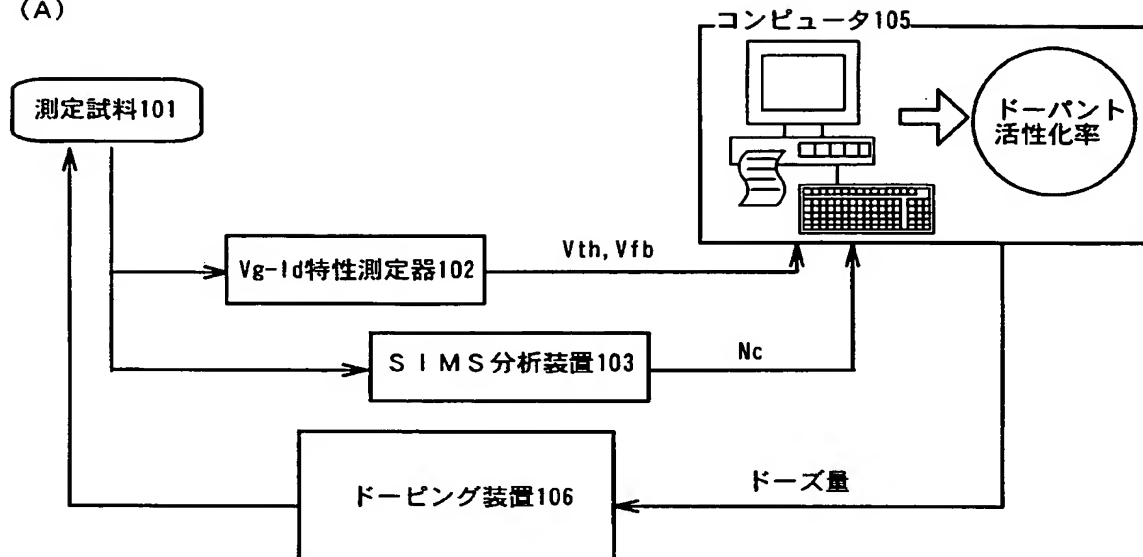 (A)
コンピュータ105
測定試料101
ドーパント
活性化率
Vg-Id特性測定器102
Vth, Vfb
SIMS分析装置103
Nc
ドーピング装置106
ドーズ量